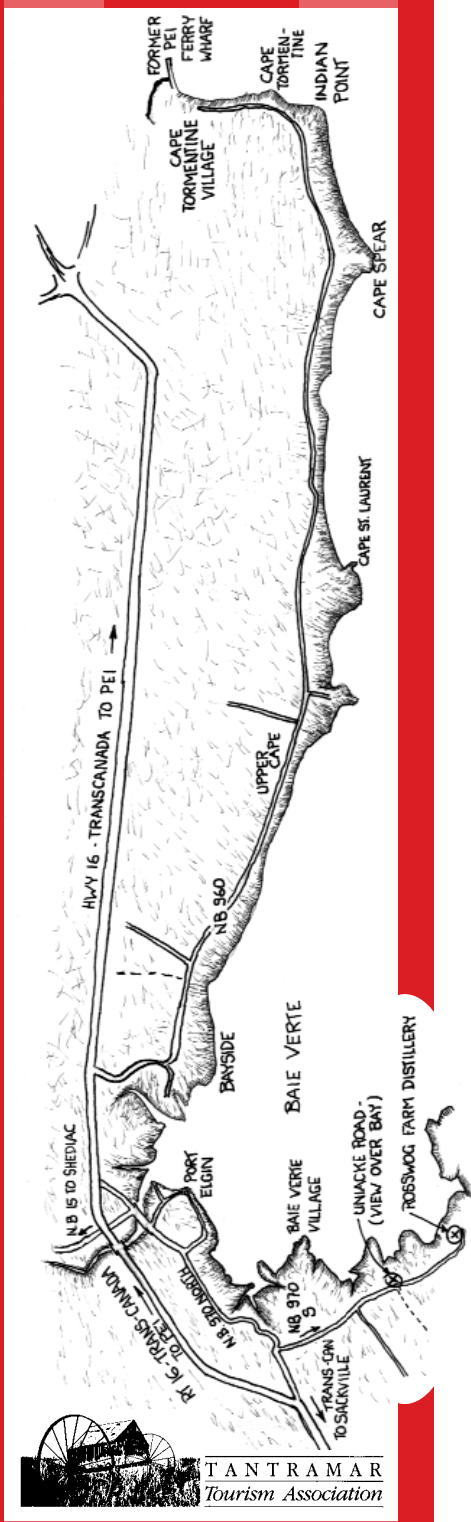 FORMER
PEI
FERRY
WHARF
CAPE
TORMEN-
TINE
INDIAN
POINT
CAPE
TORMENTINE
VILLAGE
CAPE SPEAR
CAPE ST. LAURENT
HWY 16 - TRANSCANADA TO PEI
UPPER
CAPE
NB 960
BAYSIDE
BAIE VERTE
N.B 15 TO SHEDIAC
PORT
ELGIN
BAIE VERTE
VILLAGE
UNIACKE ROAD -
(VIEW OVER BAY)
ROSSWOG FARM DISTILLERY
RT 16 - TRANS-CANADA
TO PEI
N.B 970 NORTH
NB 970
S
TRANS-CAN
TO SACKVILLE
TANTRAMAR
Tourism Association